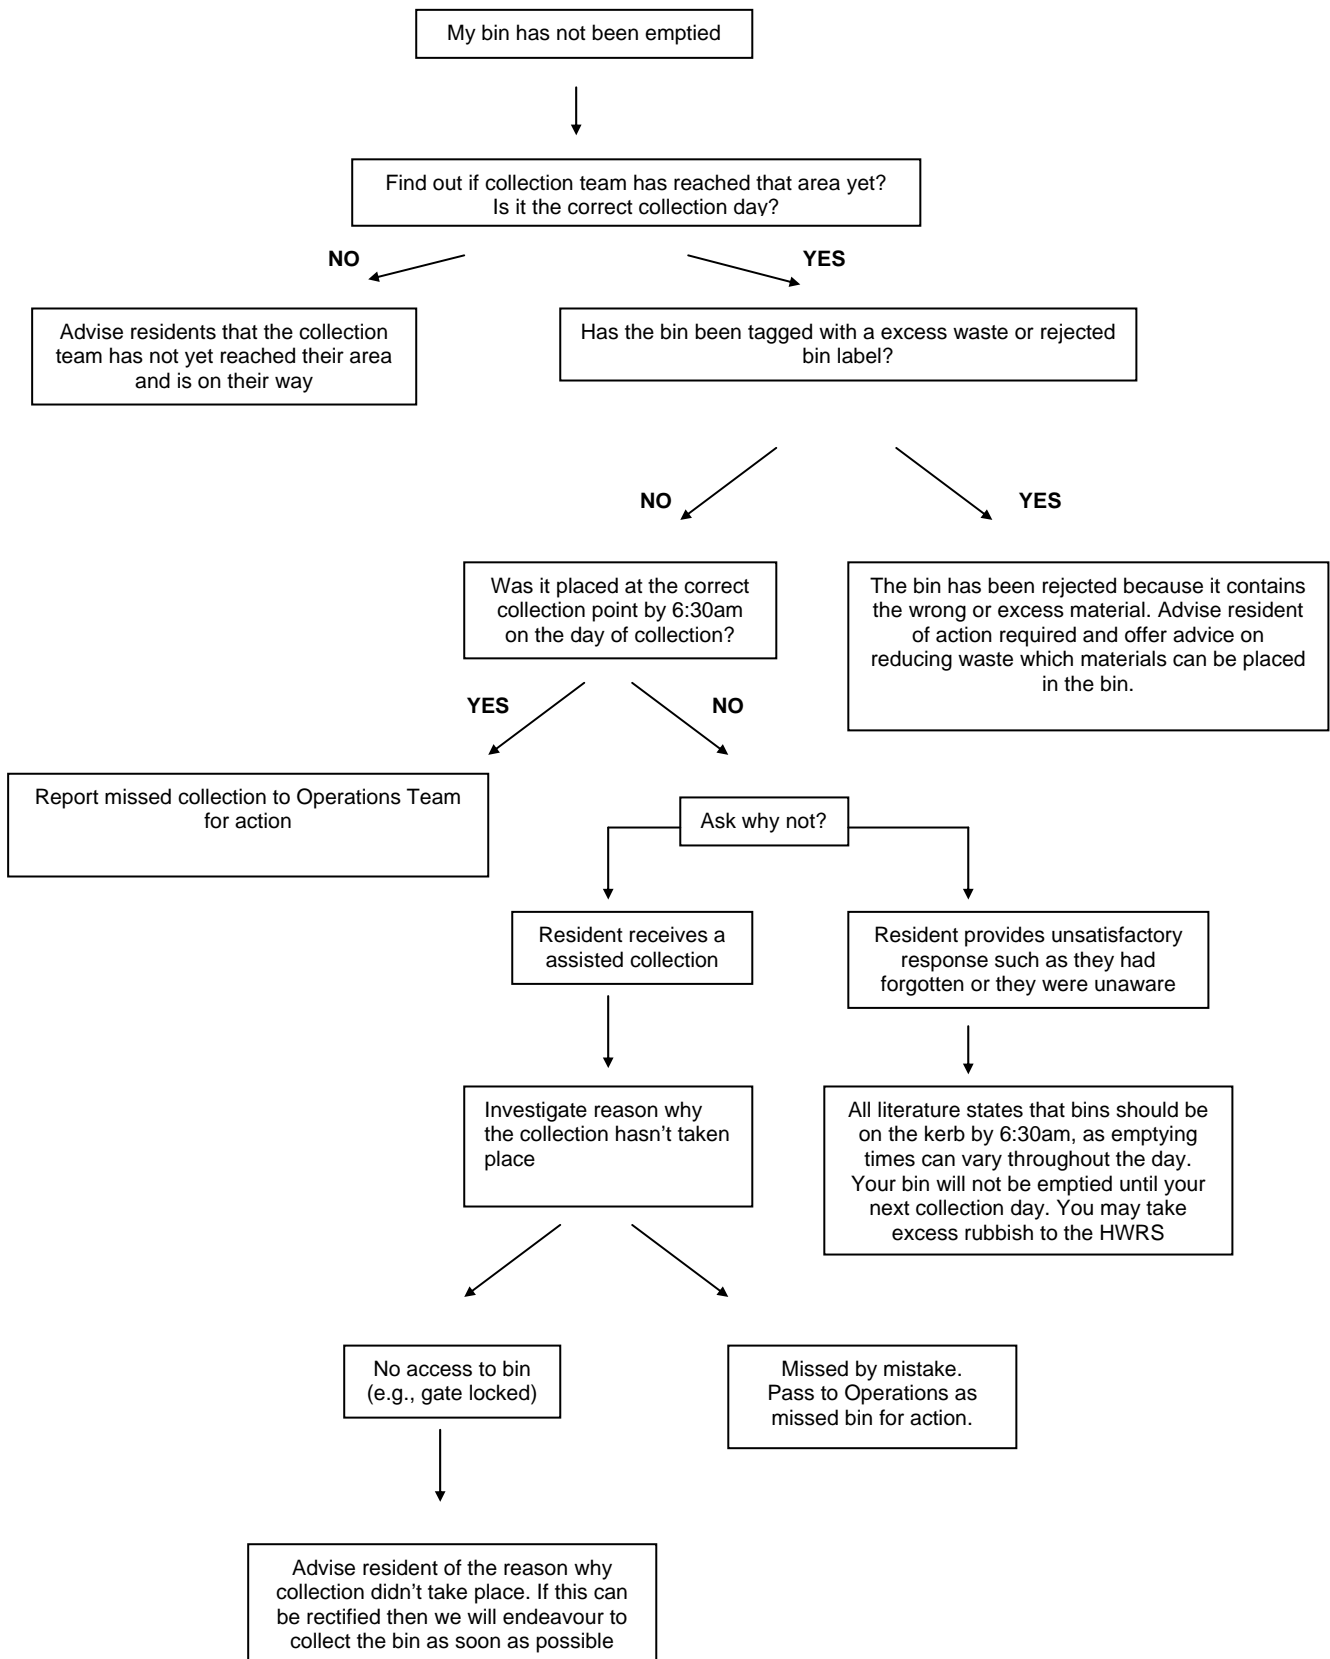 My bin has not been emptied
Find out if collection team has reached that area yet?
Is it the correct collection day?
NO
YES
Advise residents that the collection
team has not yet reached their area
and is on their way
Has the bin been tagged with a excess waste or rejected
bin label?
NO
YES
Was it placed at the correct
collection point by 6:30am
on the day of collection?
The bin has been rejected because it contains
the wrong or excess material. Advise resident
of action required and offer advice on
reducing waste which materials can be placed
in the bin.
YES
NO
Report missed collection to Operations Team
for action
Ask why not?
Resident receives a
assisted collection
Resident provides unsatisfactory
response such as they had
forgotten or they were unaware
Investigate reason why
the collection hasn’t taken
place
All literature states that bins should be
on the kerb by 6:30am, as emptying
times can vary throughout the day.
Your bin will not be emptied until your
next collection day. You may take
excess rubbish to the HWRS
No access to bin
(e.g., gate locked)
Missed by mistake.
Pass to Operations as
missed bin for action.
Advise resident of the reason why
collection didn’t take place. If this can
be rectified then we will endeavour to
collect the bin as soon as possible